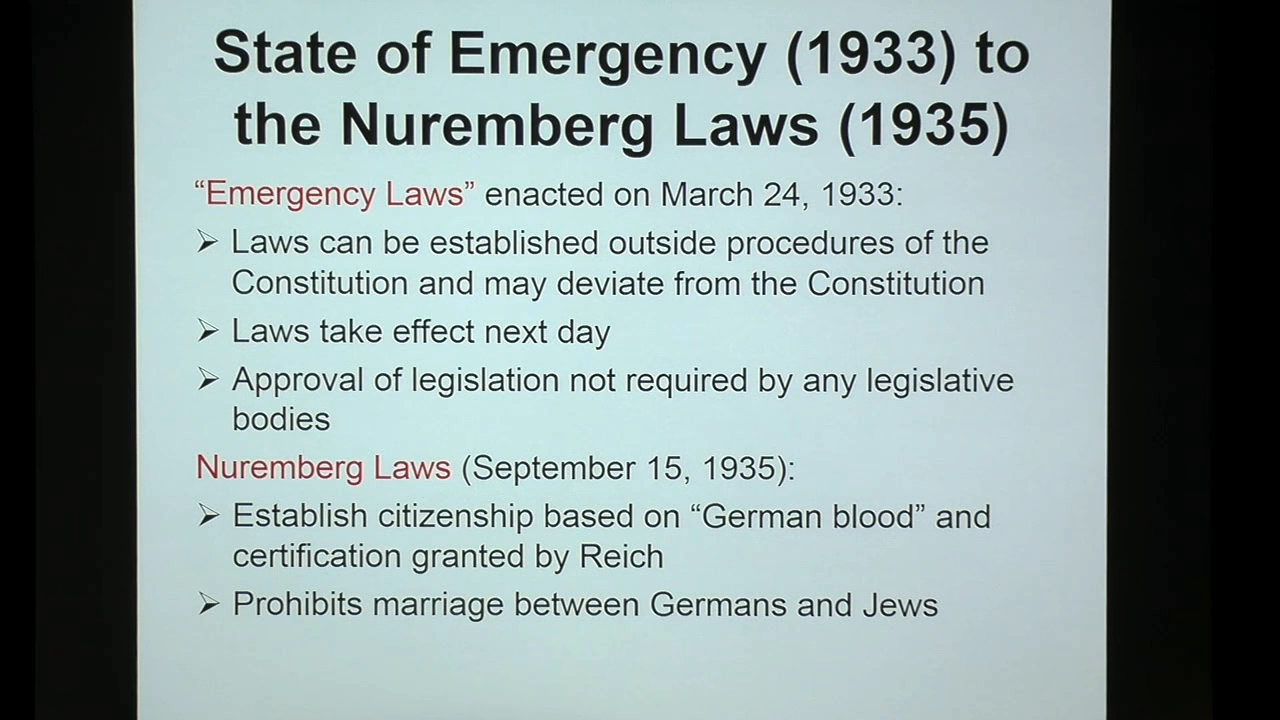 State of Emergency (1933) to
the Nuremberg Laws (1935)
“Emergency Laws” enacted on March 24, 1933:
➢ Laws can be established outside procedures of the
Constitution and may deviate from the Constitution
➢ Laws take effect next day
➢ Approval of legislation not required by any legislative
bodies
Nuremberg Laws (September 15, 1935):
➢ Establish citizenship based on “German blood” and
certification granted by Reich
➢ Prohibits marriage between Germans and Jews